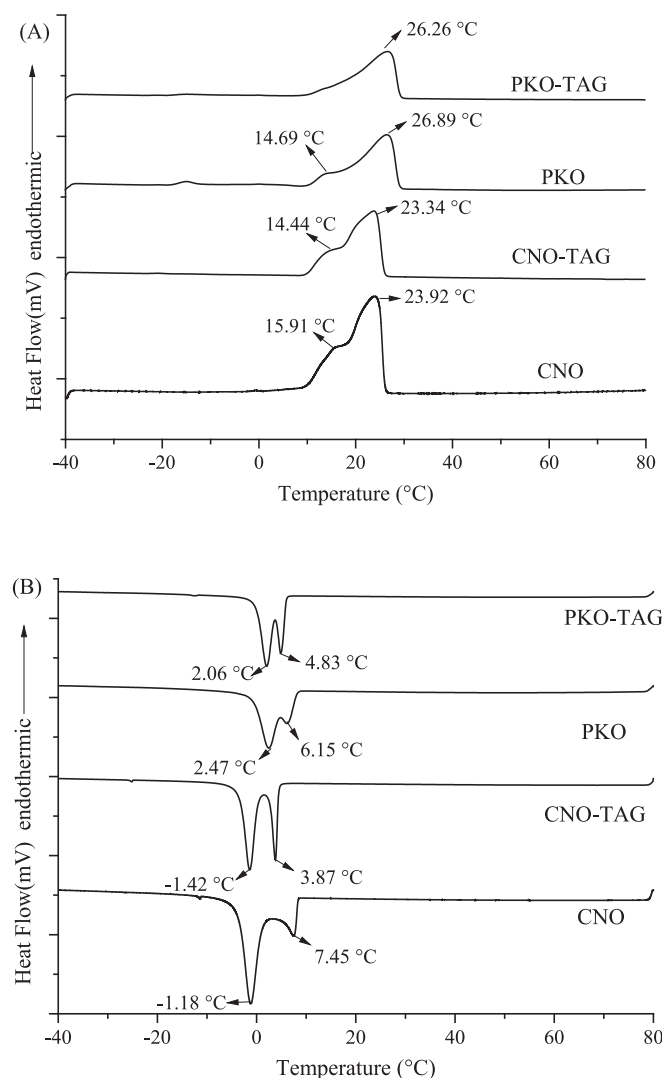 (A)
26.26 °C
PKO-TAG
14.69 °C
26.89 °C
PKO
14.44 °C
23.34 °C
CNO-TAG
15.91 °C
23.92 °C
CNO
Heat Flow(mV) endothermic
-40 -20 0 20 40 60 80
Temperature (°C)
(B)
PKO-TAG
2.06 °C
4.83 °C
PKO
2.47 °C
6.15 °C
CNO-TAG
-1.42 °C
3.87 °C
CNO
7.45 °C
-1.18 °C
Heat Flow(mV) endothermic
-40 -20 0 20 40 60 80
Temperature (°C)